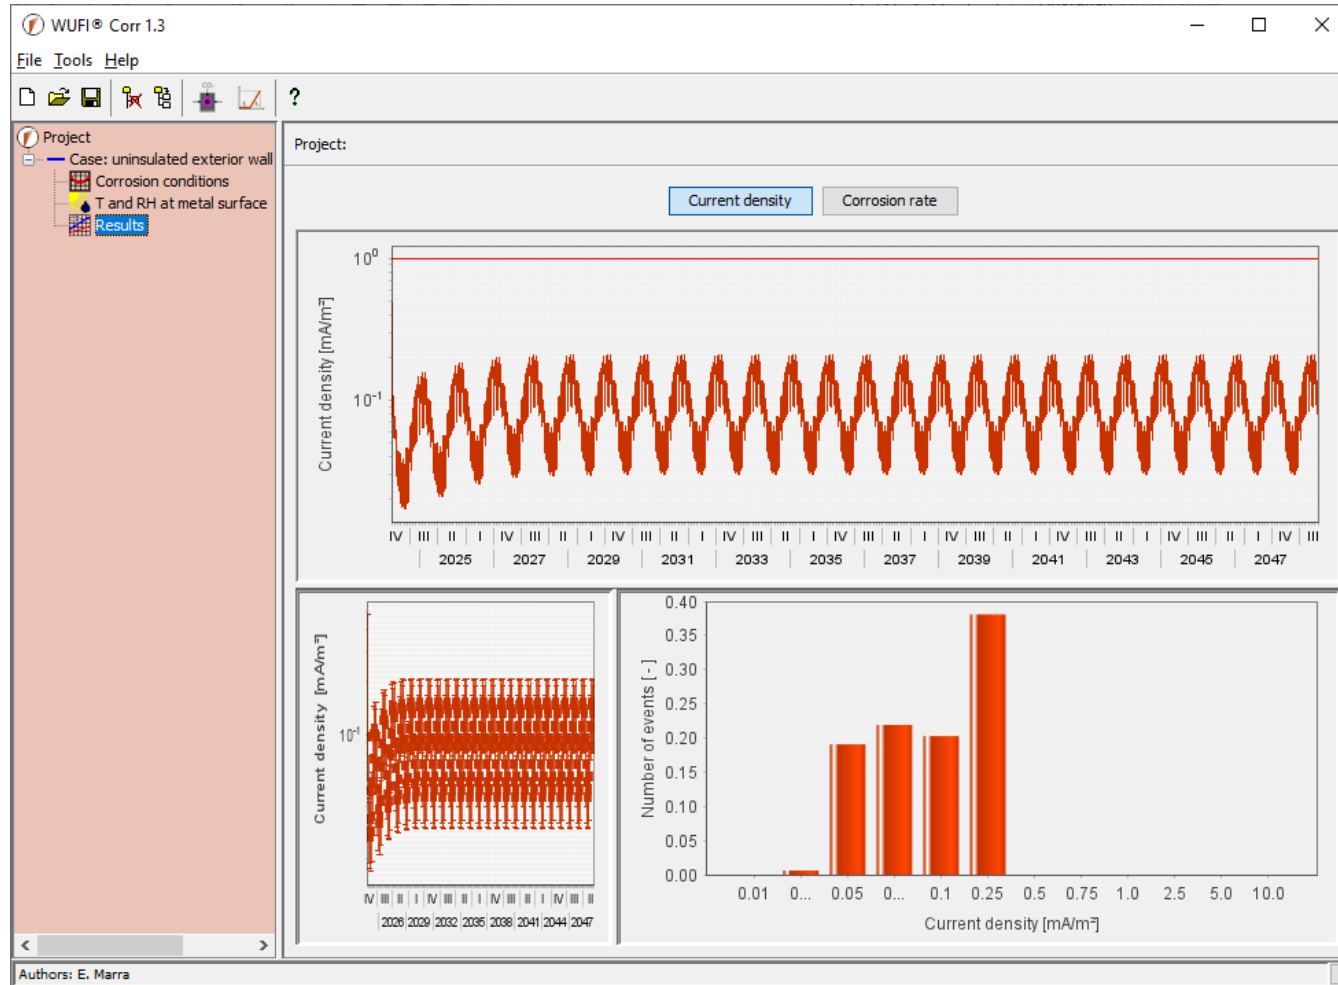 WUFI® Corr 1.3
File Tools Help
CO₂
?
Project
Case: uninsulated exterior wall
Corrosion conditions
T and RH at metal surface
Results
Project:
Current density Corrosion rate
Current density [mA/m²]
10⁰
10⁻¹
IV III II I IV III II I IV III II I IV III II I IV III II I IV III II I IV III II I IV III II I IV III
2025 2027 2029 2031 2033 2035 2037 2039 2041 2043 2045 2047
Current density [mA/m²]
10⁻¹
IV III II I IV III II I IV III II I IV III II
2026 2029 2032 2035 2038 2041 2044 2047
Number of events [ - ]
0.40
0.35
0.30
0.25
0.20
0.15
0.10
0.05
0.00
0.01 0... 0.05 0... 0.1 0.25 0.5 0.75 1.0 2.5 5.0 10.0
Current density [mA/m²]
Authors: E. Marra